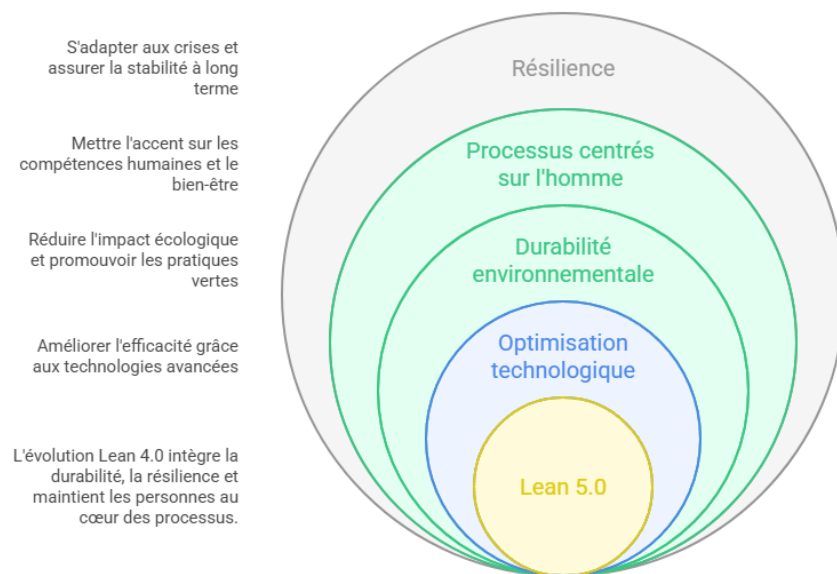 S'adapter aux crises et
assurer la stabilité à long
terme
Résilience
Mettre l'accent sur les
compétences humaines et le
bien-être
Processus centrés
sur l'homme
Réduire l'impact écologique
et promouvoir les pratiques
vertes
Durabilité
environnementale
Améliorer l'efficacité grâce
aux technologies avancées
Optimisation
technologique
L'évolution Lean 4.0 intègre la
durabilité, la résilience et
maintient les personnes au
cœur des processus.
Lean 5.0